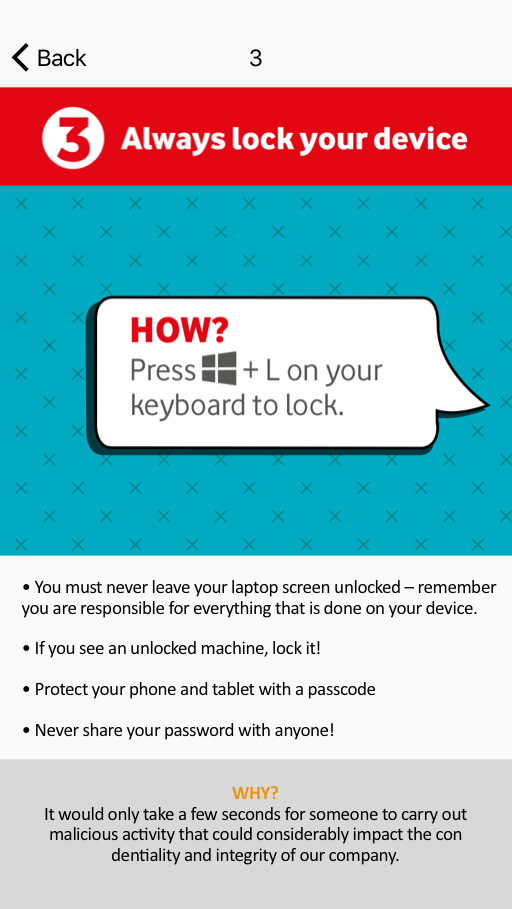 Back
3
3 Always lock your device
HOW?
Press + L on your
keyboard to lock.
• You must never leave your laptop screen unlocked – remember
you are responsible for everything that is done on your device.
• If you see an unlocked machine, lock it!
• Protect your phone and tablet with a passcode
• Never share your password with anyone!
WHY?
It would only take a few seconds for someone to carry out
malicious activity that could considerably impact the con
dentiality and integrity of our company.